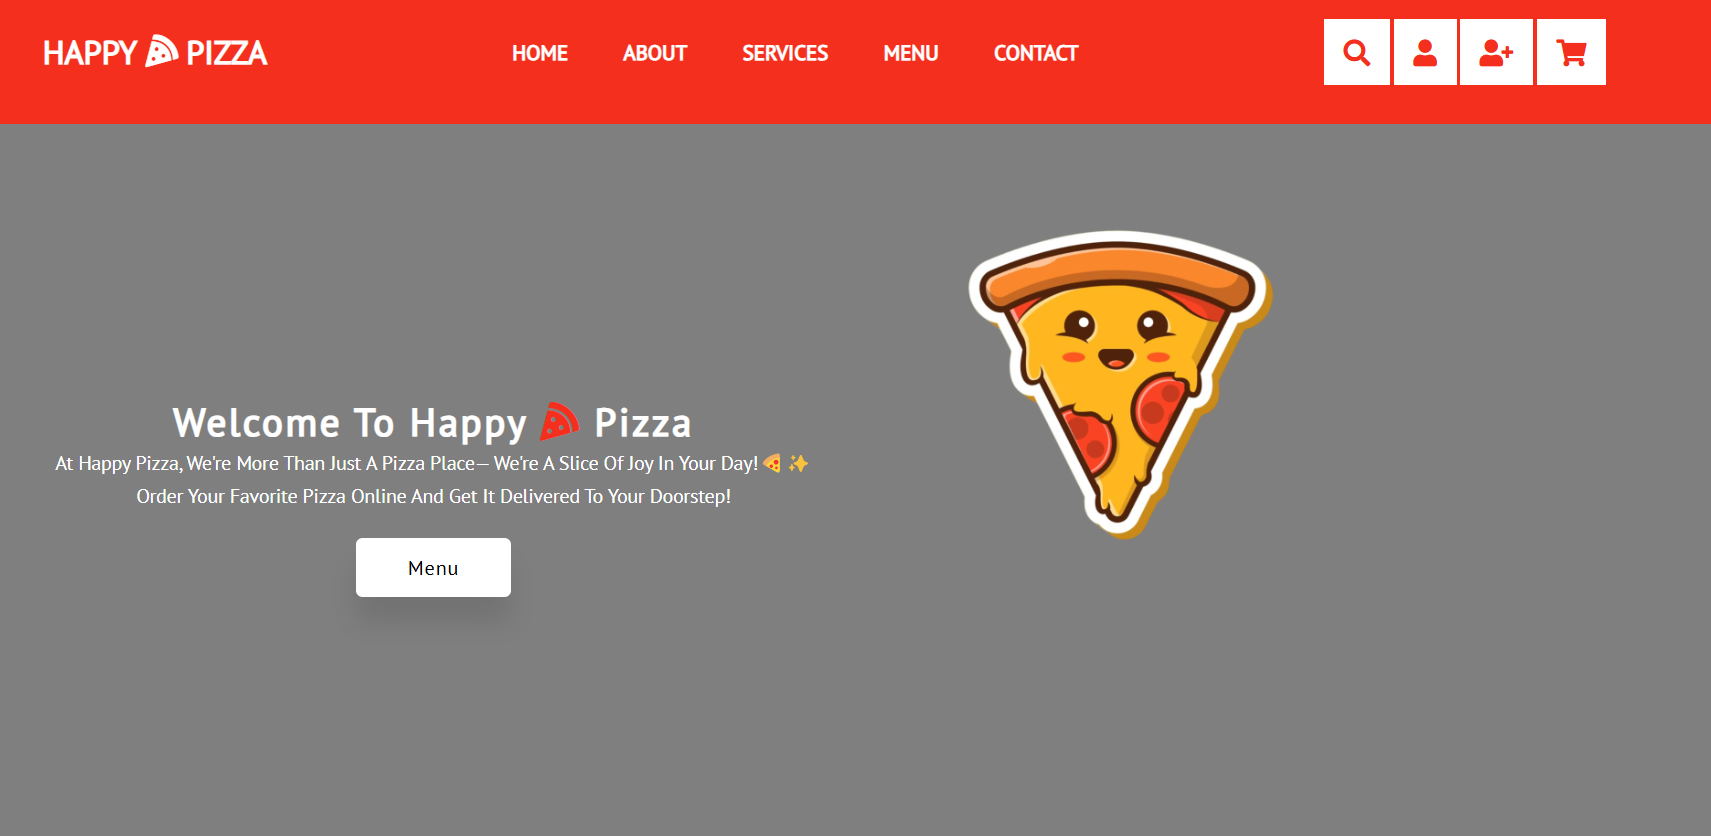 HAPPY PIZZA
HOME ABOUT SERVICES MENU CONTACT
Welcome To Happy Pizza
At Happy Pizza, We're More Than Just A Pizza Place— We're A Slice Of Joy In Your Day! 🍕 ✨
Order Your Favorite Pizza Online And Get It Delivered To Your Doorstep!
Menu